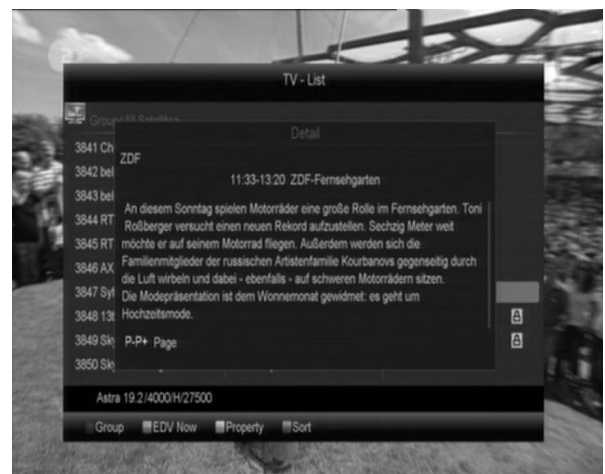 TV - List
Group All Satellites
Detail
3841 Ch
ZDF
3842 bel
11:33-13:20 ZDF-Fernsehgarten
3843 bel
An diesem Sonntag spielen Motorräder eine große Rolle im Fernsehgarten. Toni
3844 RT
Roßberger versucht einen neuen Rekord aufzustellen. Sechzig Meter weit
3845 RT
möchte er auf seinem Motorrad fliegen. Außerdem werden sich die
Familienmitglieder der russischen Artistenfamilie Kourbanovs gegenseitig durch
3846 AX
die Luft wirbeln und dabei - ebenfalls - auf schweren Motorrädern sitzen.
3847 Syf
Die Modepräsentation ist dem Wonnemonat gewidmet: es geht um
3848 13t
Hochzeitsmode.
3849 Sky
P-P+ Page
3850 Sky
Astra 19.2/4000/H/27500
Group EDV Now Property Sort